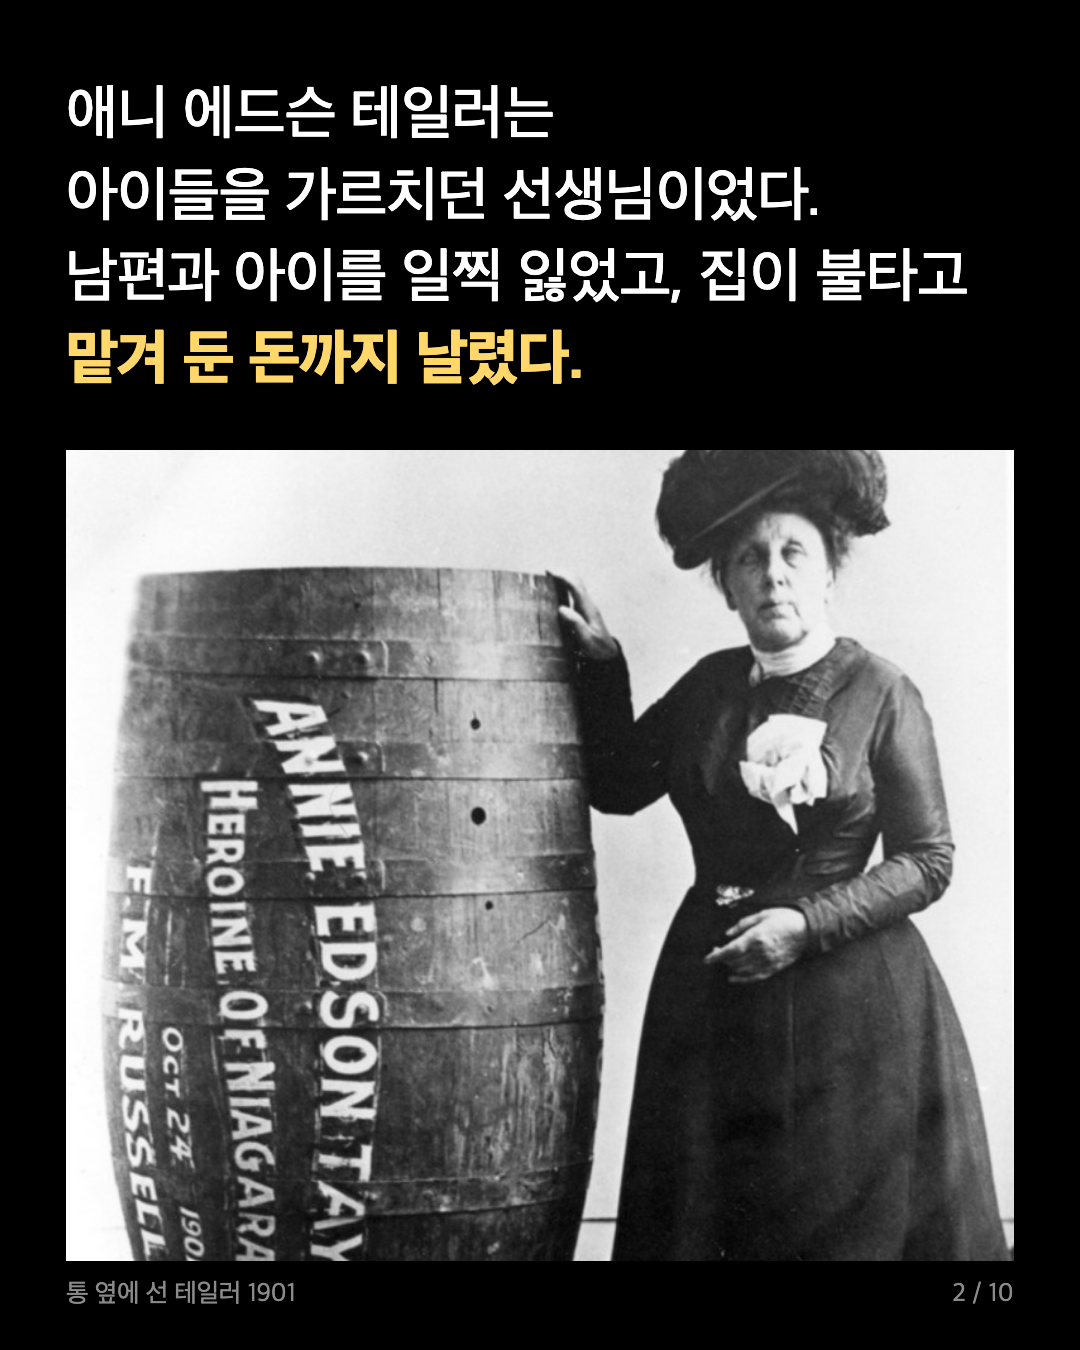 애니 에드슨 테일러는
아이들을 가르치던 선생님이었다.
남편과 아이를 일찍 잃었고, 집이 불타고
맡겨 둔 돈까지 날렸다.
ANNIE EDSON TAY
HEROINE OF NIAGARA
OCT 24 190
F M RUSSELL
통 옆에 선 테일러 1901
2 / 10